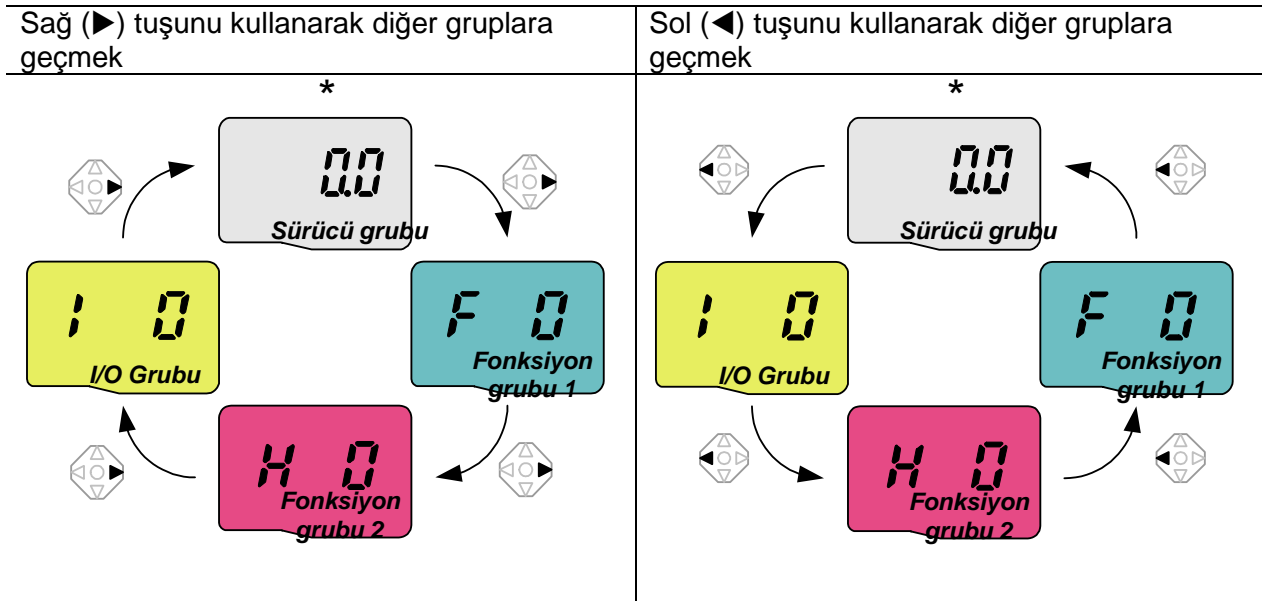 Sağ (▶) tuşunu kullanarak diğer gruplara
geçmek
*
0.0
Sürücü grubu
I 0
I/O Grubu
F 0
Fonksiyon
grubu 1
H 0
Fonksiyon
grubu 2
Sol (◀) tuşunu kullanarak diğer gruplara
geçmek
*
0.0
Sürücü grubu
I 0
I/O Grubu
F 0
Fonksiyon
grubu 1
H 0
Fonksiyon
grubu 2